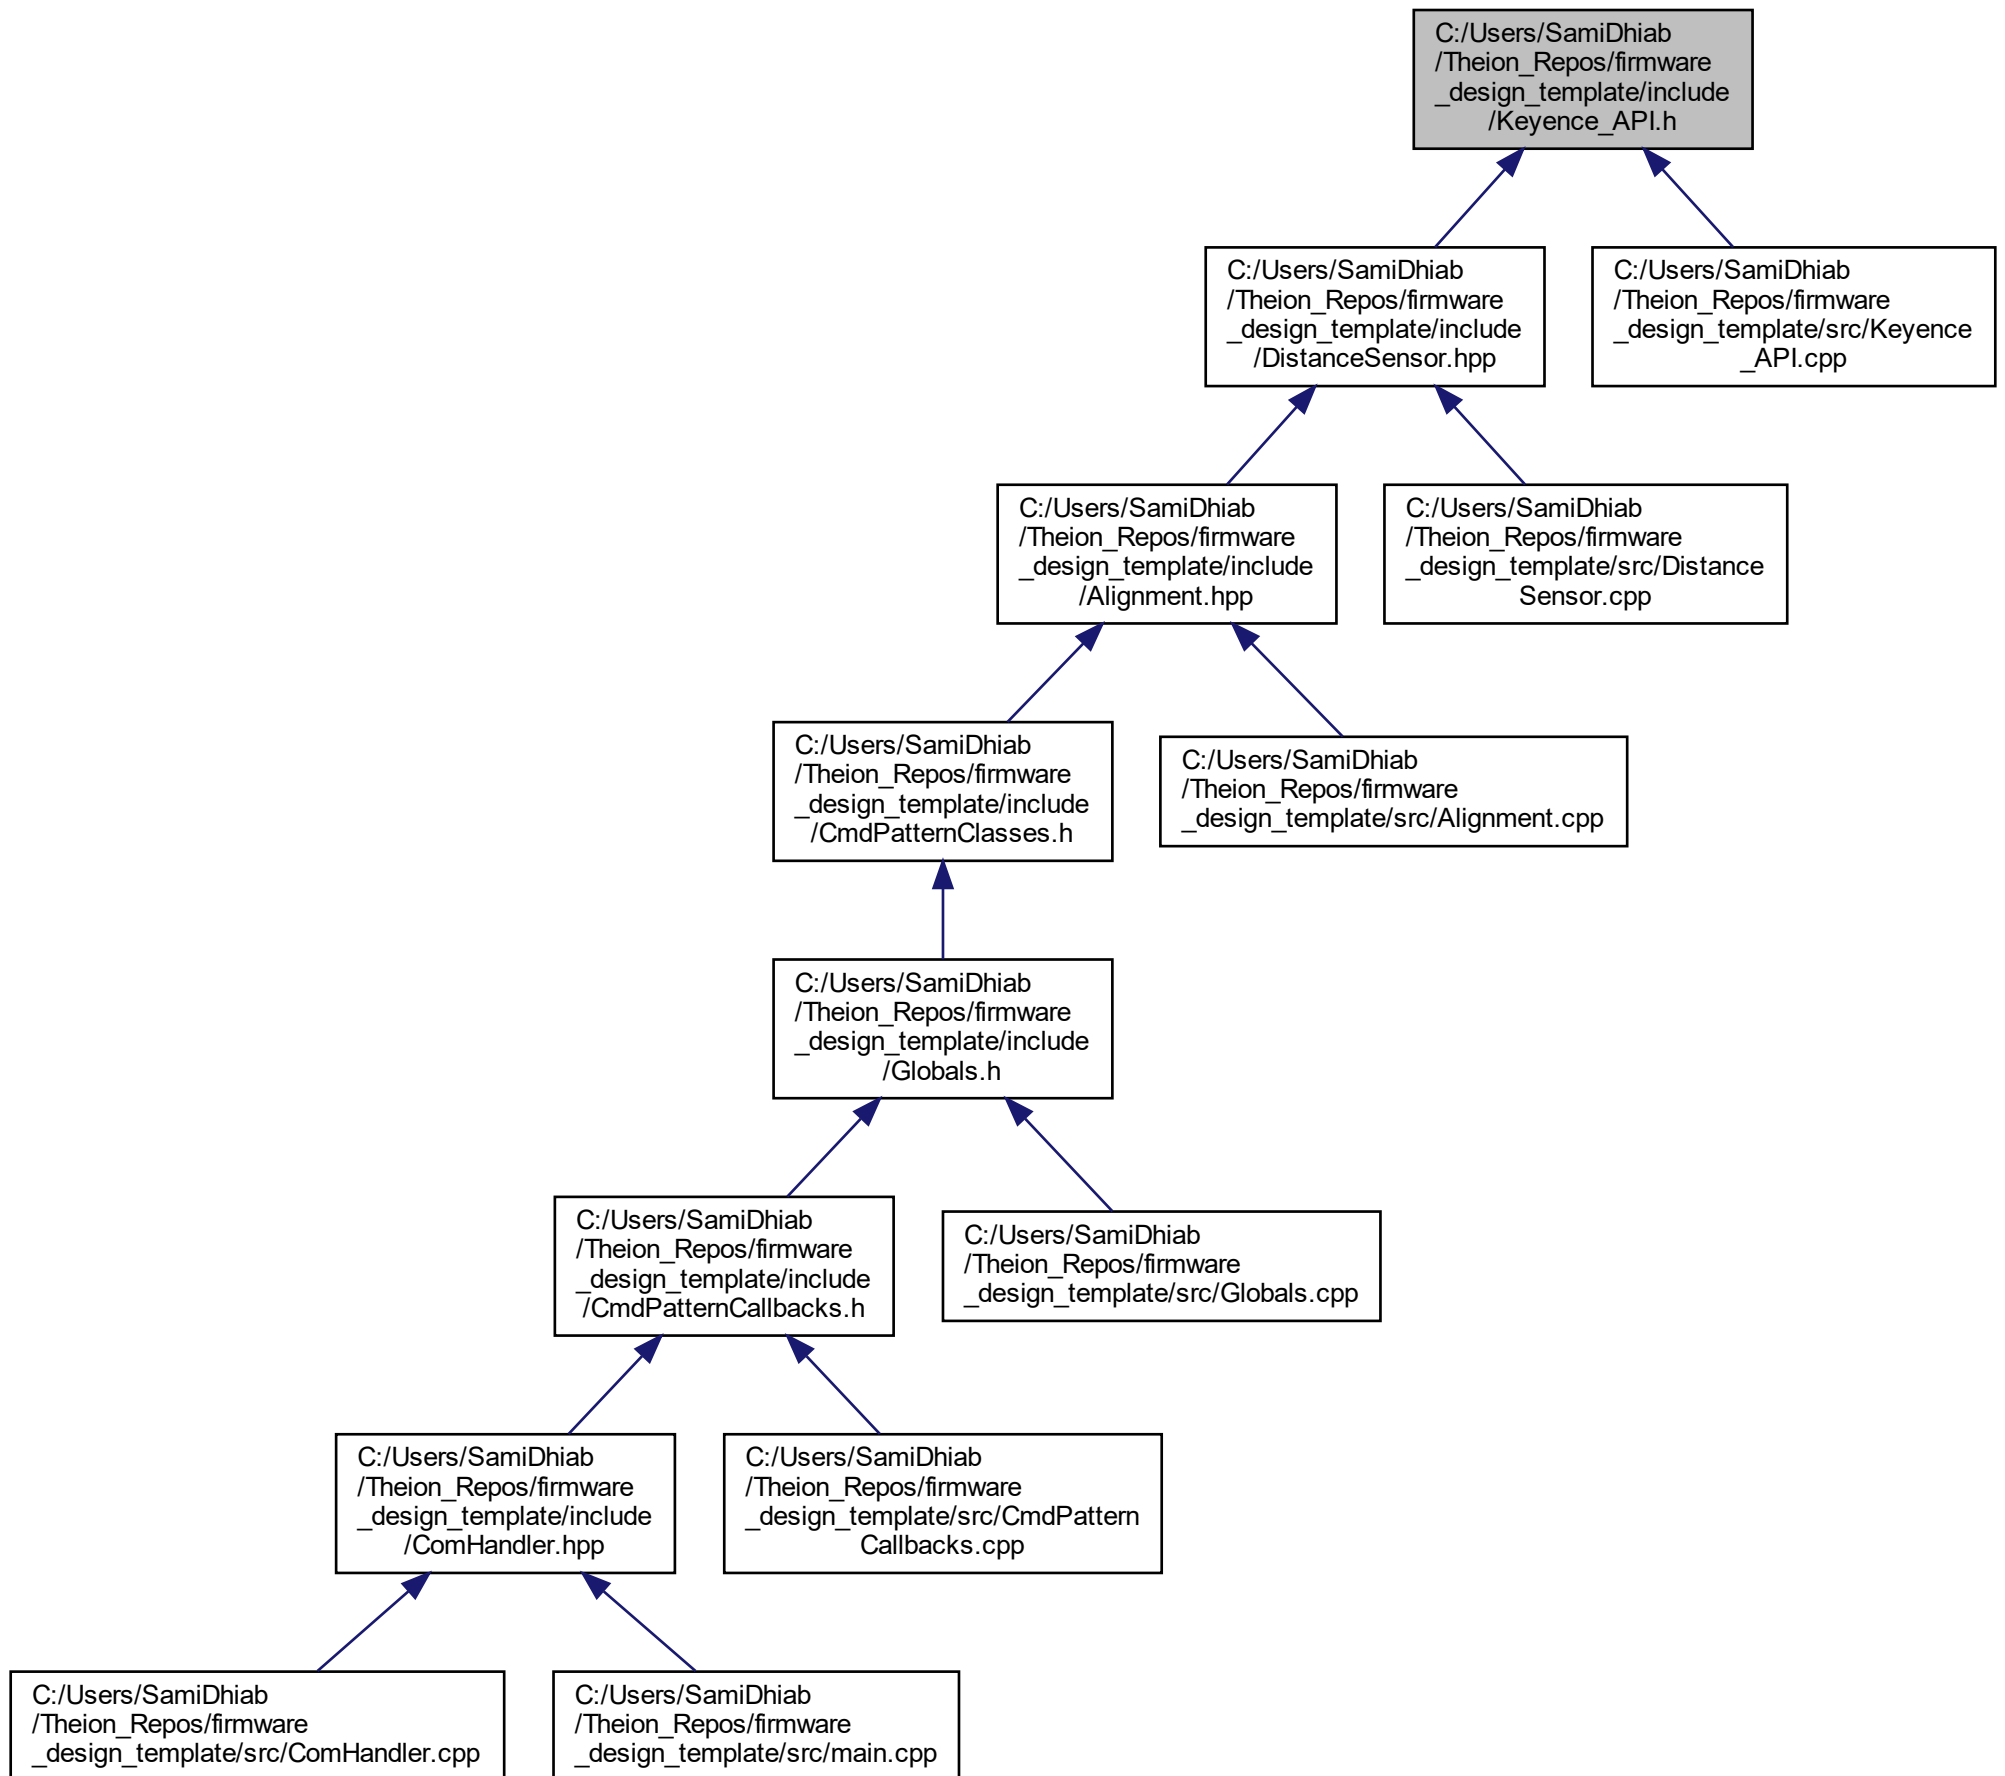 C:/Users/SamiDhiab
/Theion_Repos/firmware
_design_template/include
/Keyence_API.h
C:/Users/SamiDhiab
/Theion_Repos/firmware
_design_template/include
/DistanceSensor.hpp
C:/Users/SamiDhiab
/Theion_Repos/firmware
_design_template/src/Keyence
_API.cpp
C:/Users/SamiDhiab
/Theion_Repos/firmware
_design_template/include
/Alignment.hpp
C:/Users/SamiDhiab
/Theion_Repos/firmware
_design_template/src/Distance
Sensor.cpp
C:/Users/SamiDhiab
/Theion_Repos/firmware
_design_template/include
/CmdPatternClasses.h
C:/Users/SamiDhiab
/Theion_Repos/firmware
_design_template/src/Alignment.cpp
C:/Users/SamiDhiab
/Theion_Repos/firmware
_design_template/include
/Globals.h
C:/Users/SamiDhiab
/Theion_Repos/firmware
_design_template/include
/CmdPatternCallbacks.h
C:/Users/SamiDhiab
/Theion_Repos/firmware
_design_template/src/Globals.cpp
C:/Users/SamiDhiab
/Theion_Repos/firmware
_design_template/include
/ComHandler.hpp
C:/Users/SamiDhiab
/Theion_Repos/firmware
_design_template/src/CmdPattern
Callbacks.cpp
C:/Users/SamiDhiab
/Theion_Repos/firmware
_design_template/src/ComHandler.cpp
C:/Users/SamiDhiab
/Theion_Repos/firmware
_design_template/src/main.cpp